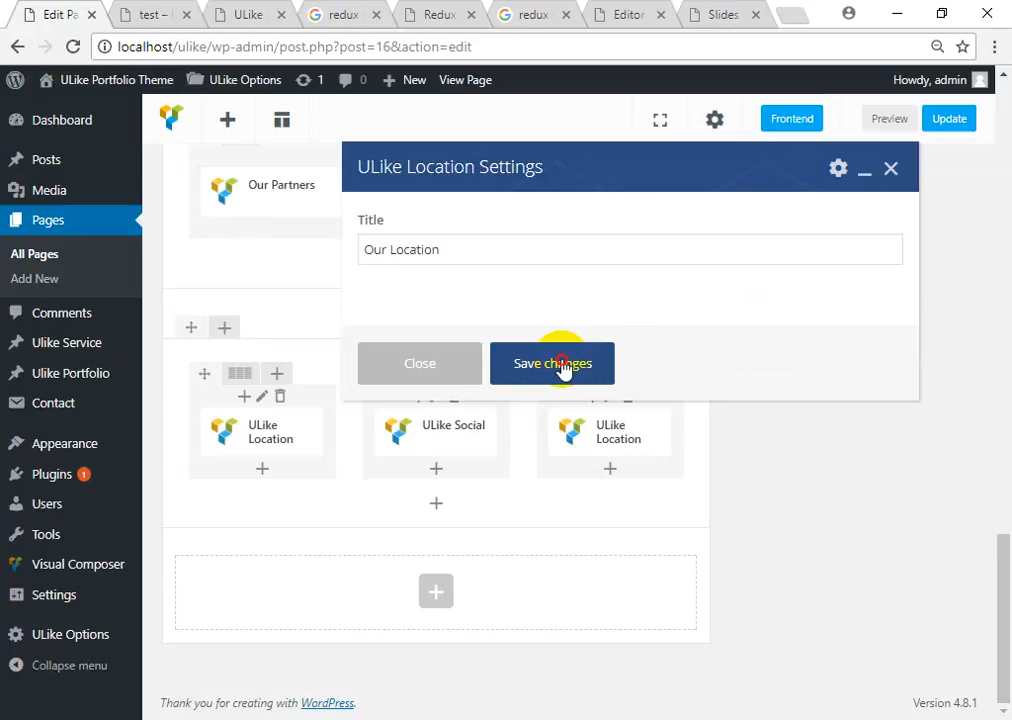 Edit Pa
test –
ULike
redux
Redux
redux
Editor
Slides
localhost/ulike/wp-admin/post.php?post=16&action=edit
ULike Portfolio Theme
ULike Options
1
0
New
View Page
Howdy, admin
Dashboard
Posts
Media
Pages
All Pages
Add New
Comments
Ulike Service
Ulike Portfolio
Contact
Appearance
Plugins 1
Users
Tools
Visual Composer
Settings
ULike Options
Collapse menu
Frontend
Preview
Update
Our Partners
ULike Location Settings
Title
Our Location
Close
Save changes
ULike
Location
ULike Social
ULike
Location
Thank you for creating with WordPress.
Version 4.8.1